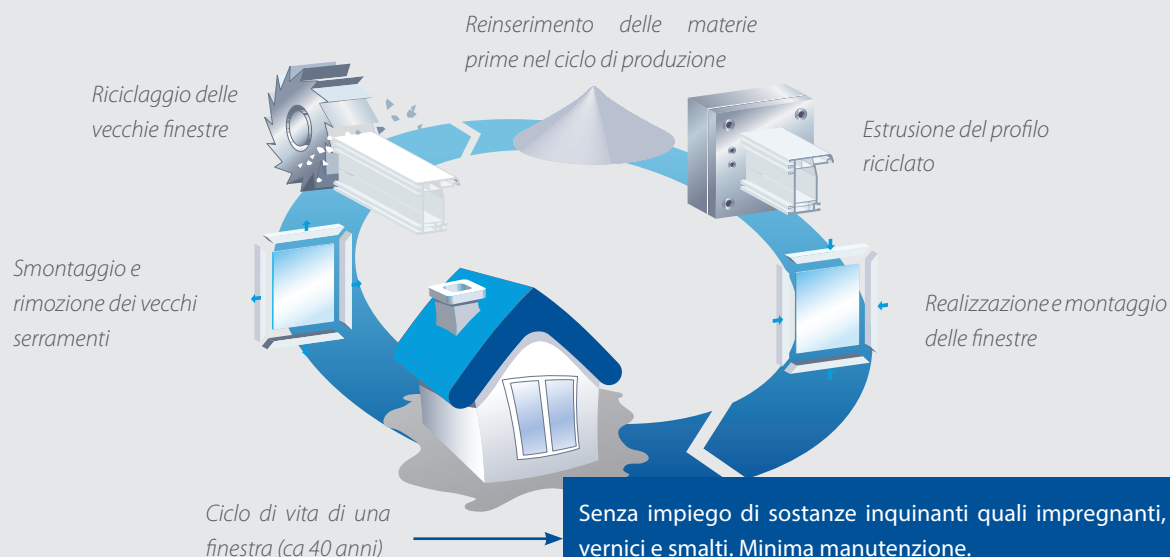 Reinserimento delle materie
prime nel ciclo di produzione
Riciclaggio delle
vecchie finestre
Estrusione del profilo
riciclato
Smontaggio e
rimozione dei vecchi
serramenti
Realizzazione e montaggio
delle finestre
Ciclo di vita di una
finestra (ca 40 anni)
Senza impiego di sostanze inquinanti quali impregnanti,
vernici e smalti. Minima manutenzione.